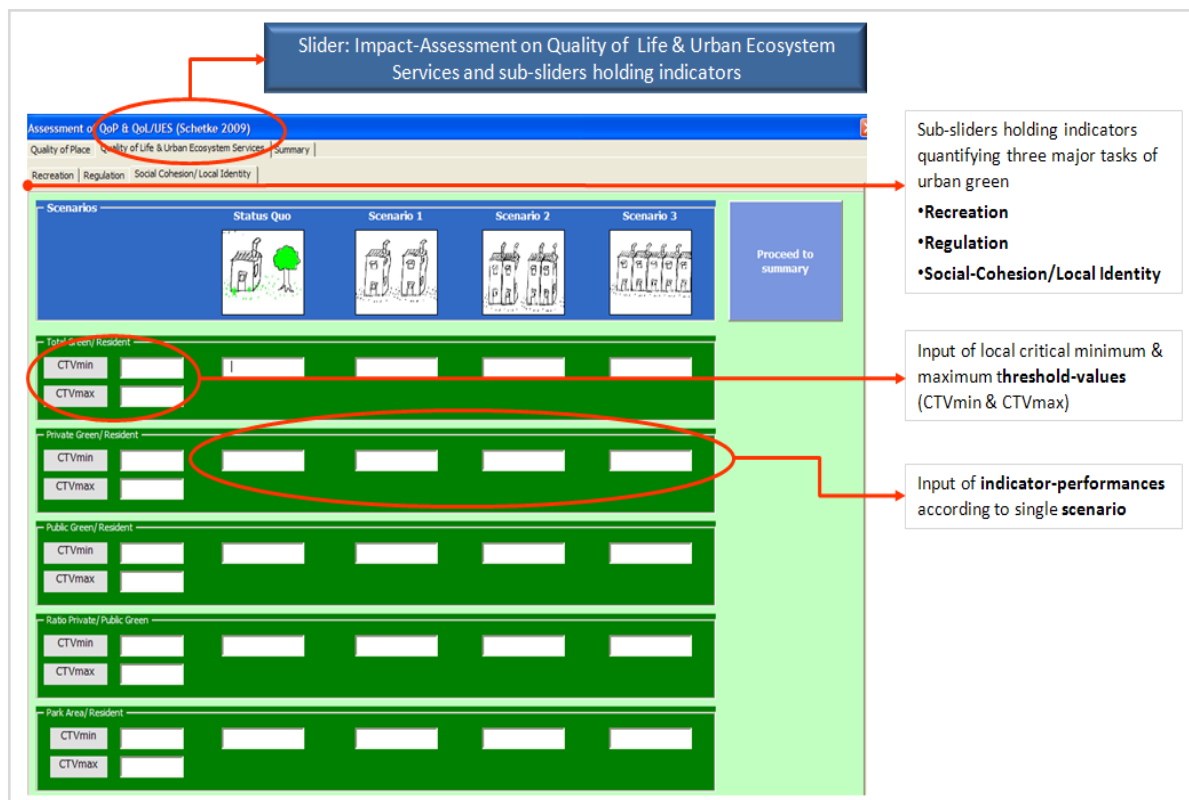 Slider: Impact-Assessment on Quality of Life & Urban Ecosystem
Services and sub-sliders holding indicators
Assessment of QoP & QoL/UES (Schetke 2009)
Quality of Place Quality of Life & Urban Ecosystem Services Summary
Recreation Regulation Social Cohesion/ Local Identity
Scenarios
Status Quo Scenario 1 Scenario 2 Scenario 3
Proceed to
summary
Total Green/ Resident
CTVmin
CTVmax
Private Green/ Resident
CTVmin
CTVmax
Public Green/ Resident
CTVmin
CTVmax
Ratio Private/ Public Green
CTVmin
CTVmax
Park Area/ Resident
CTVmin
CTVmax
Sub-sliders holding indicators
quantifying three major tasks of
urban green
•Recreation
•Regulation
•Social-Cohesion/Local Identity
Input of local critical minimum &
maximum threshold-values
(CTVmin & CTVmax)
Input of indicator-performances
according to single scenario